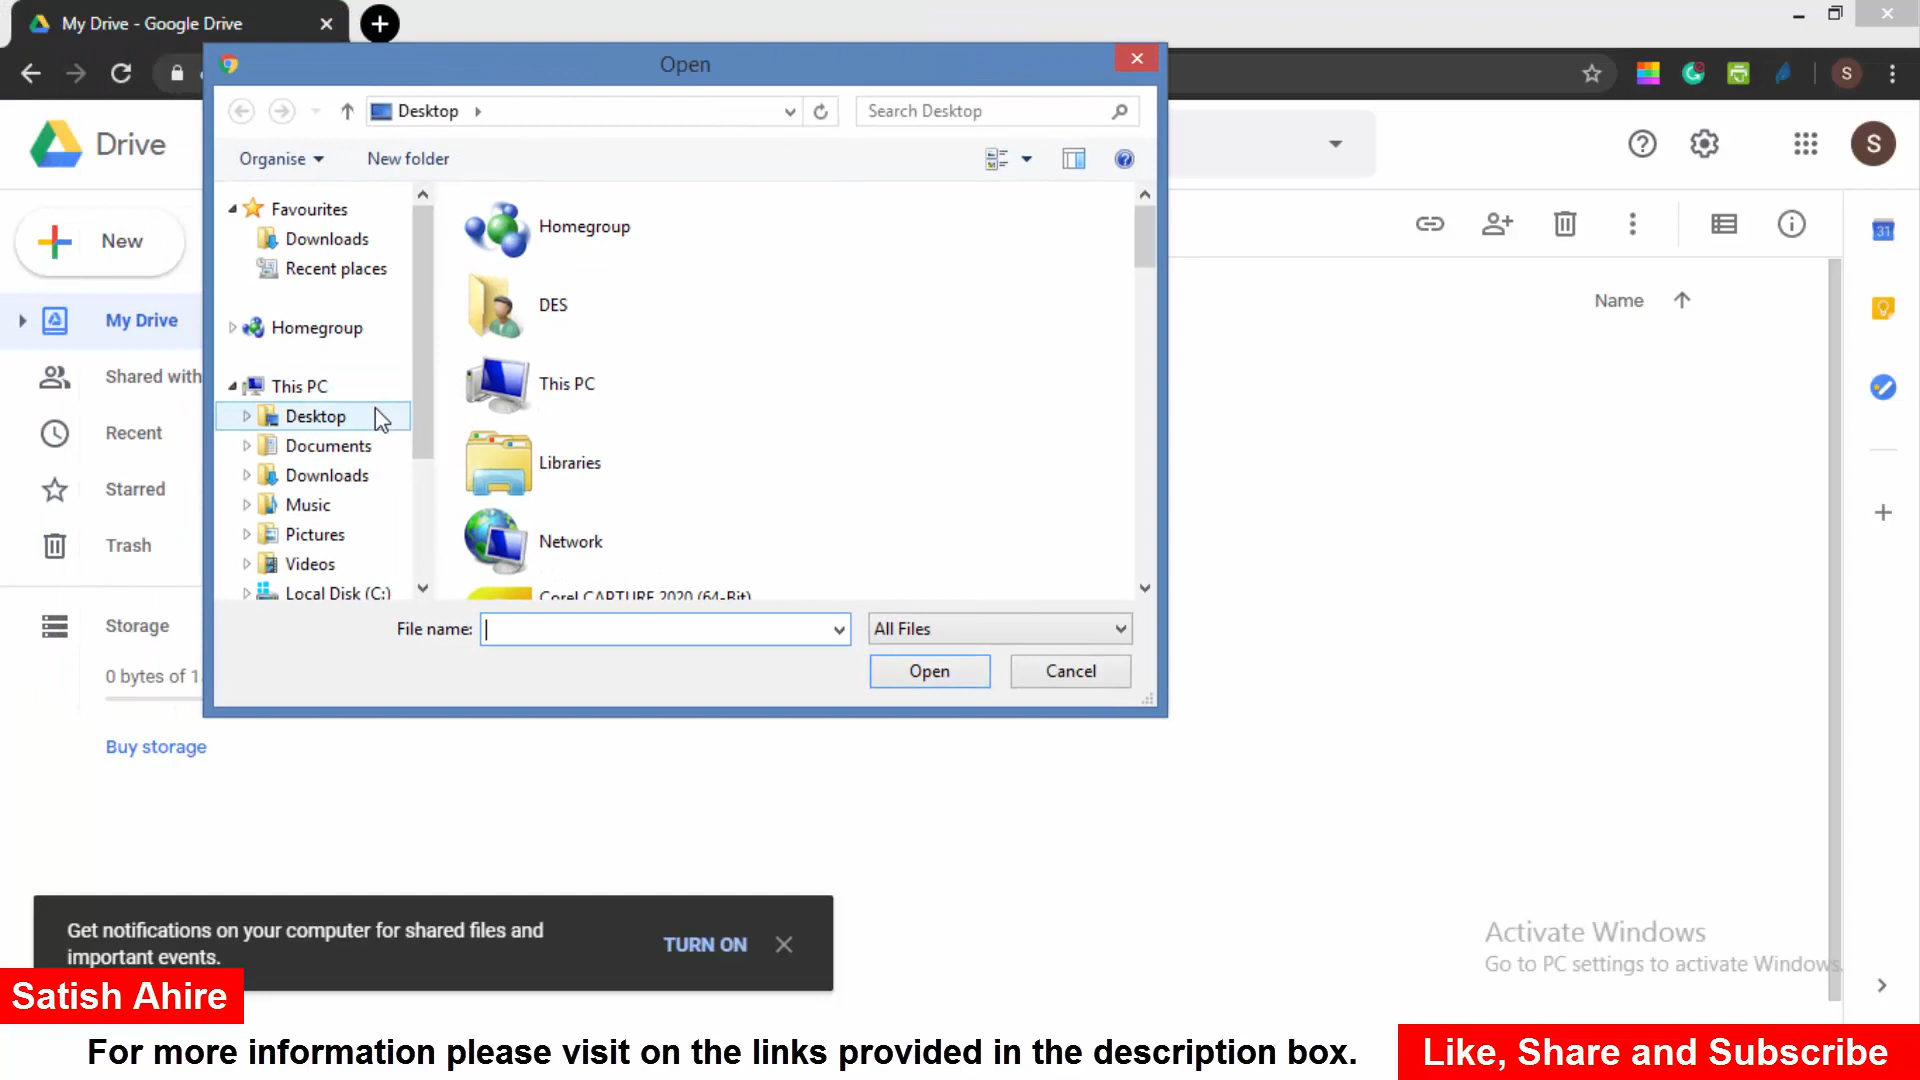 My Drive - Google Drive
Open
Desktop
Search Desktop
Organise
New folder
Favourites
Downloads
Recent places
Homegroup
This PC
Desktop
Documents
Downloads
Music
Pictures
Videos
Local Disk (C:)
Homegroup
DES
This PC
Libraries
Network
Corel CAPTURE 2020 (64-Bit)
File name:
All Files
Open
Cancel
Drive
S
S
New
My Drive
Shared with
Recent
Starred
Trash
Storage
0 bytes of 1
Buy storage
Name
31
Get notifications on your computer for shared files and
important events.
TURN ON
Activate Windows
Go to PC settings to activate Windows.
Satish Ahire
For more information please visit on the links provided in the description box.
Like, Share and Subscribe